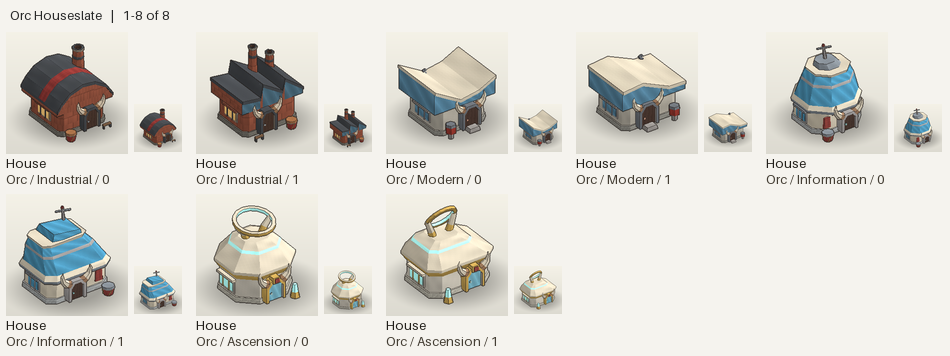 Orc Houseslate | 1-8 of 8
House
Orc / Industrial / 0
House
Orc / Industrial / 1
House
Orc / Modern / 0
House
Orc / Modern / 1
House
Orc / Information / 0
House
Orc / Information / 1
House
Orc / Ascension / 0
House
Orc / Ascension / 1